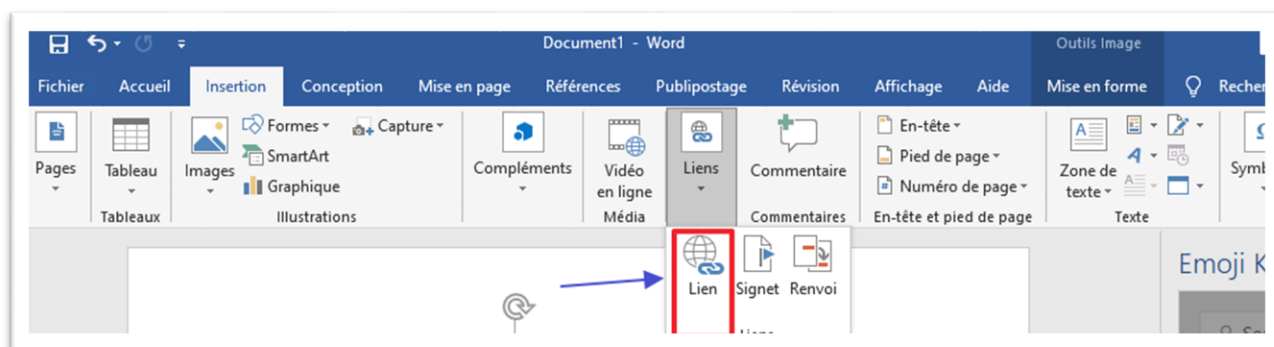 Document1 - Word
Outils Image
Fichier Accueil Insertion Conception Mise en page Références Publipostage Révision Affichage Aide Mise en forme
Pages
Tableau
Tableaux
Images
Formes
SmartArt
Graphique
Capture
Illustrations
Compléments
Vidéo
en ligne
Média
Liens
Commentaire
Commentaires
En-tête
Pied de page
Numéro de page
En-tête et pied de page
Zone de
texte
Texte
Lien Signet Renvoi
Emoji